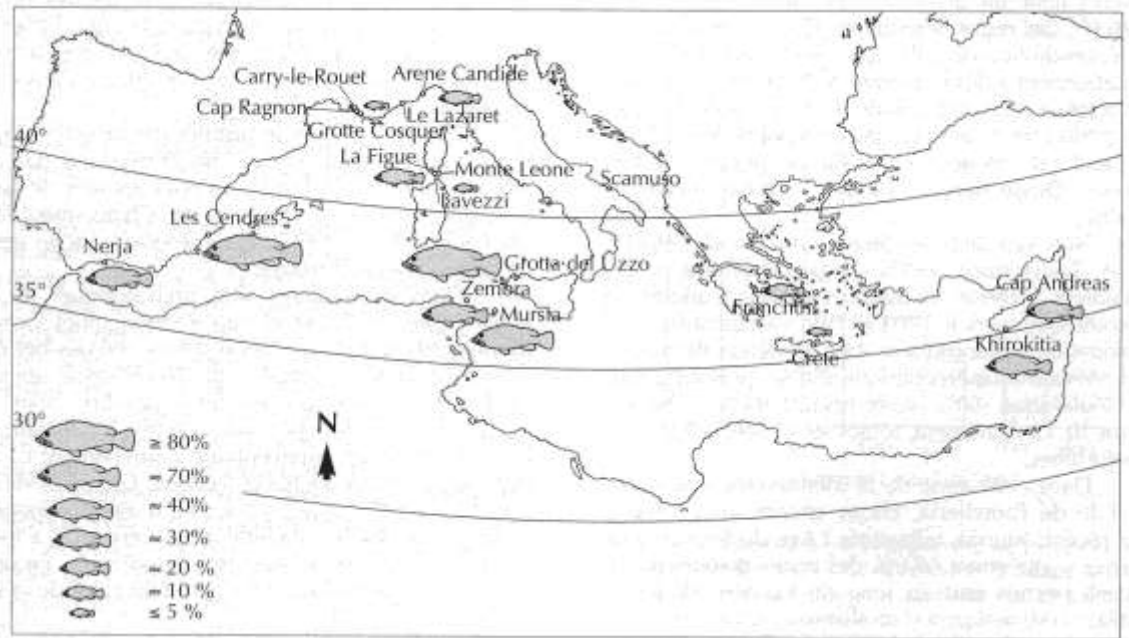 Carry-le-Rouet
Arene Candide
Cap Ragnon
Le Lazaret
Grotte Cosquer
40°
La Figue
Monte Leone
Scamuso
Lavezzi
Les Cendres
Nerja
Grotta del Uzzo
35°
Zembra
Mursia
Franchthi
Cap Andreas
Khirokitia
Crète
30°
N
≥ 80%
= 70%
= 40%
= 30%
= 20 %
= 10 %
≤ 5 %